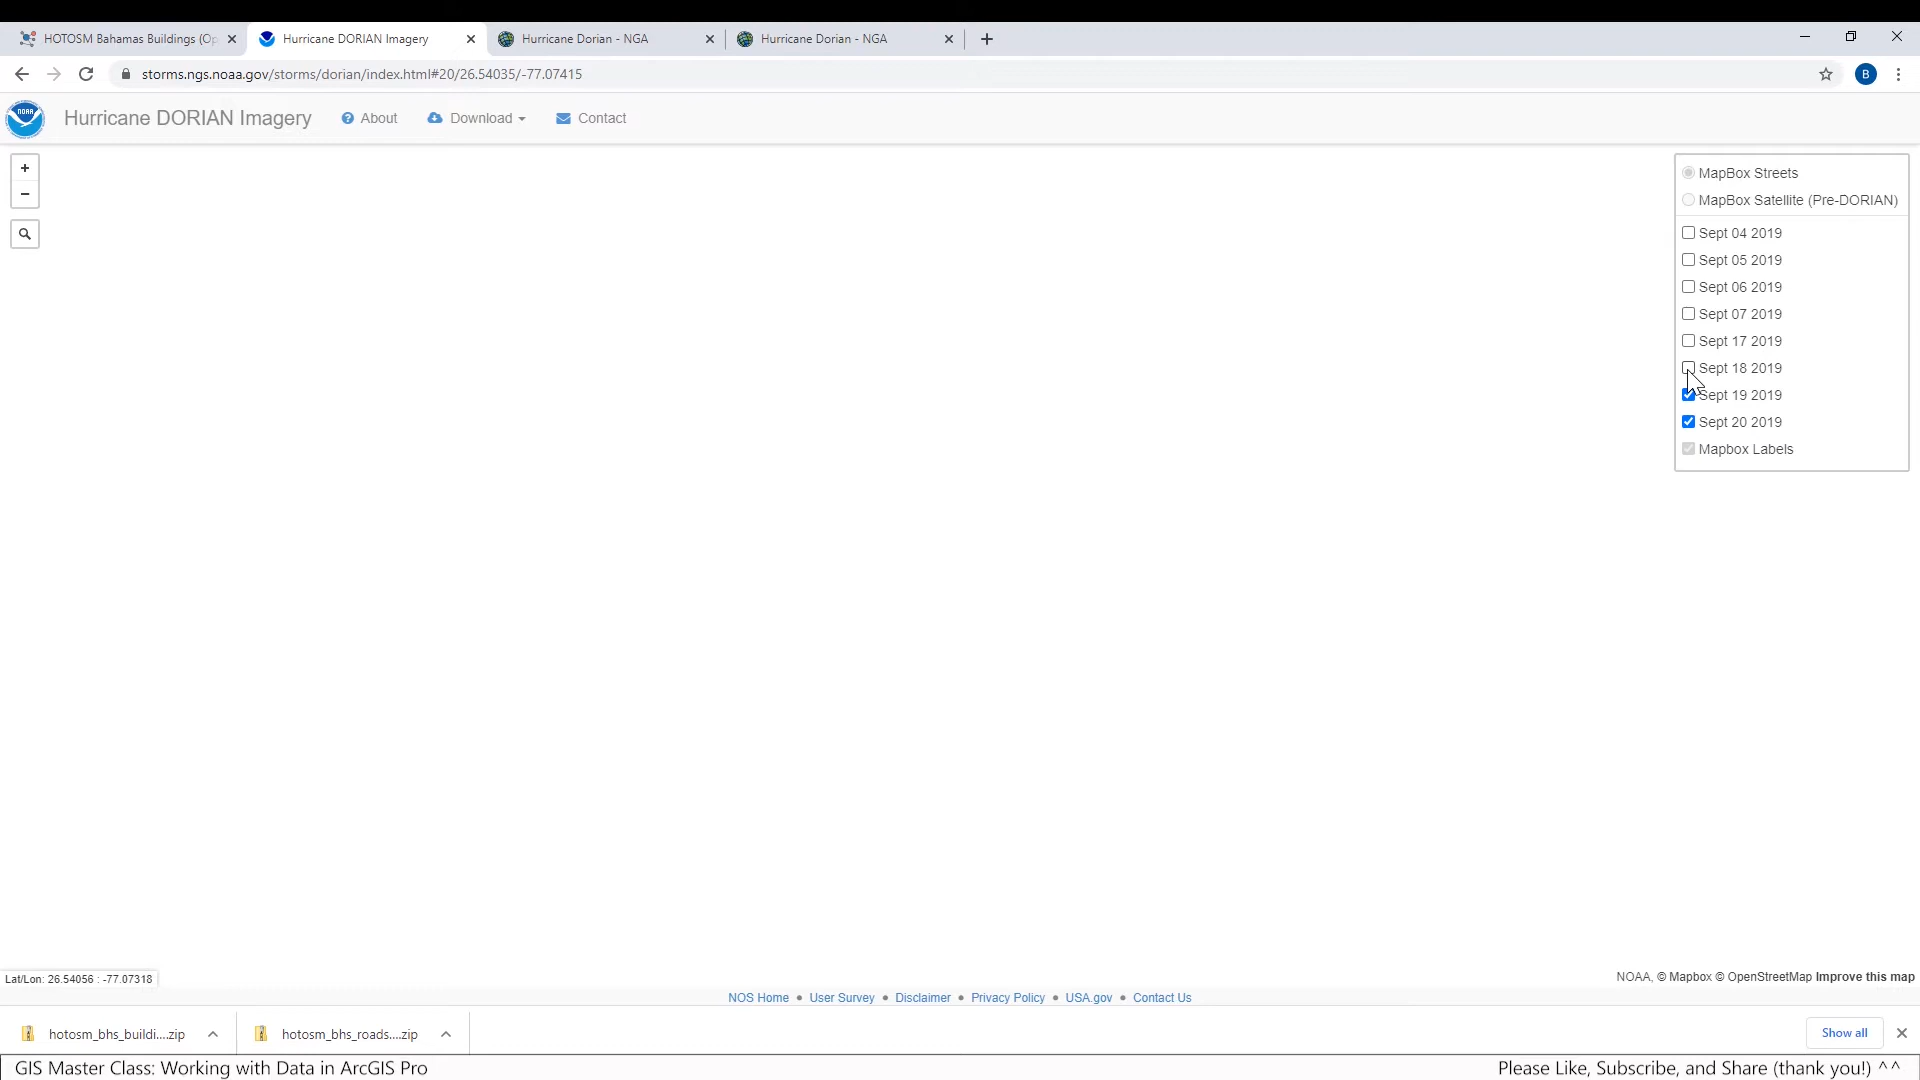 HOTOSM Bahamas Buildings (Op
Hurricane DORIAN Imagery
Hurricane Dorian - NGA
Hurricane Dorian - NGA
storms.ngs.noaa.gov/storms/dorian/index.html#20/26.54035/-77.07415
B
NOAA
Hurricane DORIAN Imagery
About
Download
Contact
+
−
MapBox Streets
MapBox Satellite (Pre-DORIAN)
Sept 04 2019
Sept 05 2019
Sept 06 2019
Sept 07 2019
Sept 17 2019
Sept 18 2019
Sept 19 2019
Sept 20 2019
Mapbox Labels
Lat/Lon: 26.54056 : -77.07318
NOAA, © Mapbox © OpenStreetMap Improve this map
NOS Home • User Survey • Disclaimer • Privacy Policy • USA.gov • Contact Us
hotosm_bhs_buildi....zip
hotosm_bhs_roads....zip
Show all
GIS Master Class: Working with Data in ArcGIS Pro
Please Like, Subscribe, and Share (thank you!) ^^